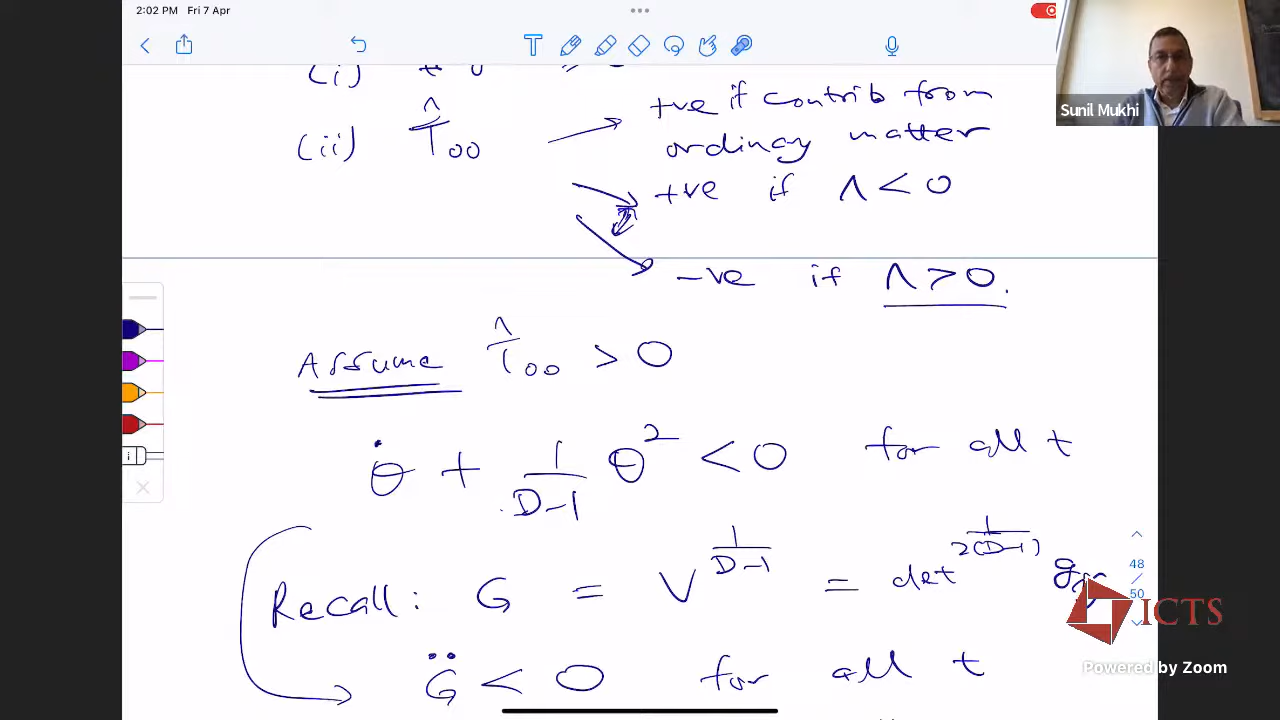 2:02 PM Fri 7 Apr
(i)
(ii) T̂₀₀
+ve if contrib from
ordinary matter
+ve if Λ < 0
-ve if Λ > 0.
Assume T̂₀₀ > 0
θ̇ + 1/(D-1) θ² < 0 for all t
Recall: G = V^(1/(D-1)) = det^(1/(2(D-1))) g
G̈ < 0 for all t
48
/
50
Sunil Mukhi
ICTS
Powered by Zoom